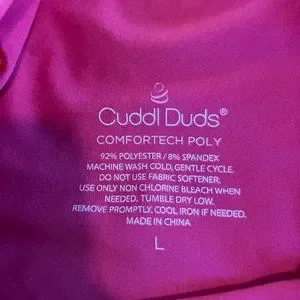 Cuddl Duds®
COMFORTECH POLY
92% POLYESTER / 8% SPANDEX
MACHINE WASH COLD, GENTLE CYCLE.
DO NOT USE FABRIC SOFTENER.
USE ONLY NON CHLORINE BLEACH WHEN
NEEDED. TUMBLE DRY LOW.
REMOVE PROMPTLY, COOL IRON IF NEEDED.
MADE IN CHINA
L